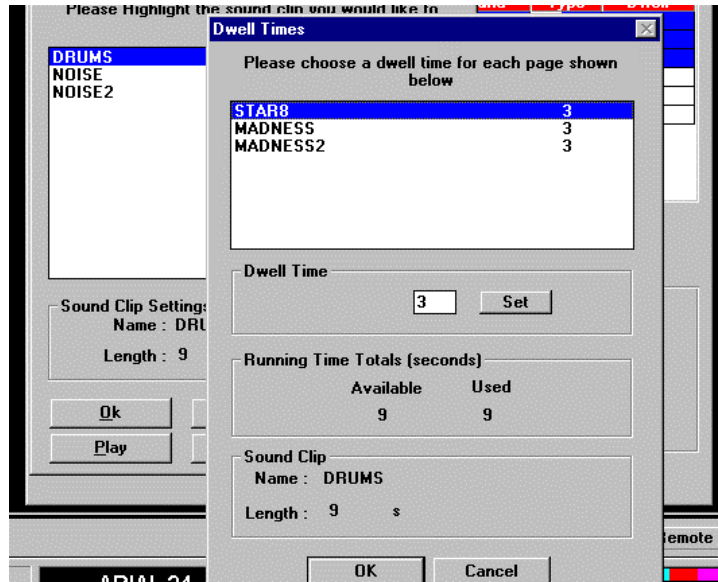 Please Highlight the sound clip you would like to
Type
Dwell Times
Please choose a dwell time for each page shown
below
DRUMS
NOISE
NOISE2
STAR8 3
MADNESS 3
MADNESS2 3
Dwell Time
3 Set
Sound Clip Settings
Name : DRU
Length : 9
Running Time Totals (seconds)
Available Used
9 9
Ok
Play
Sound Clip
Name : DRUMS
Length : 9 s
OK Cancel
emote
ARIAL 24